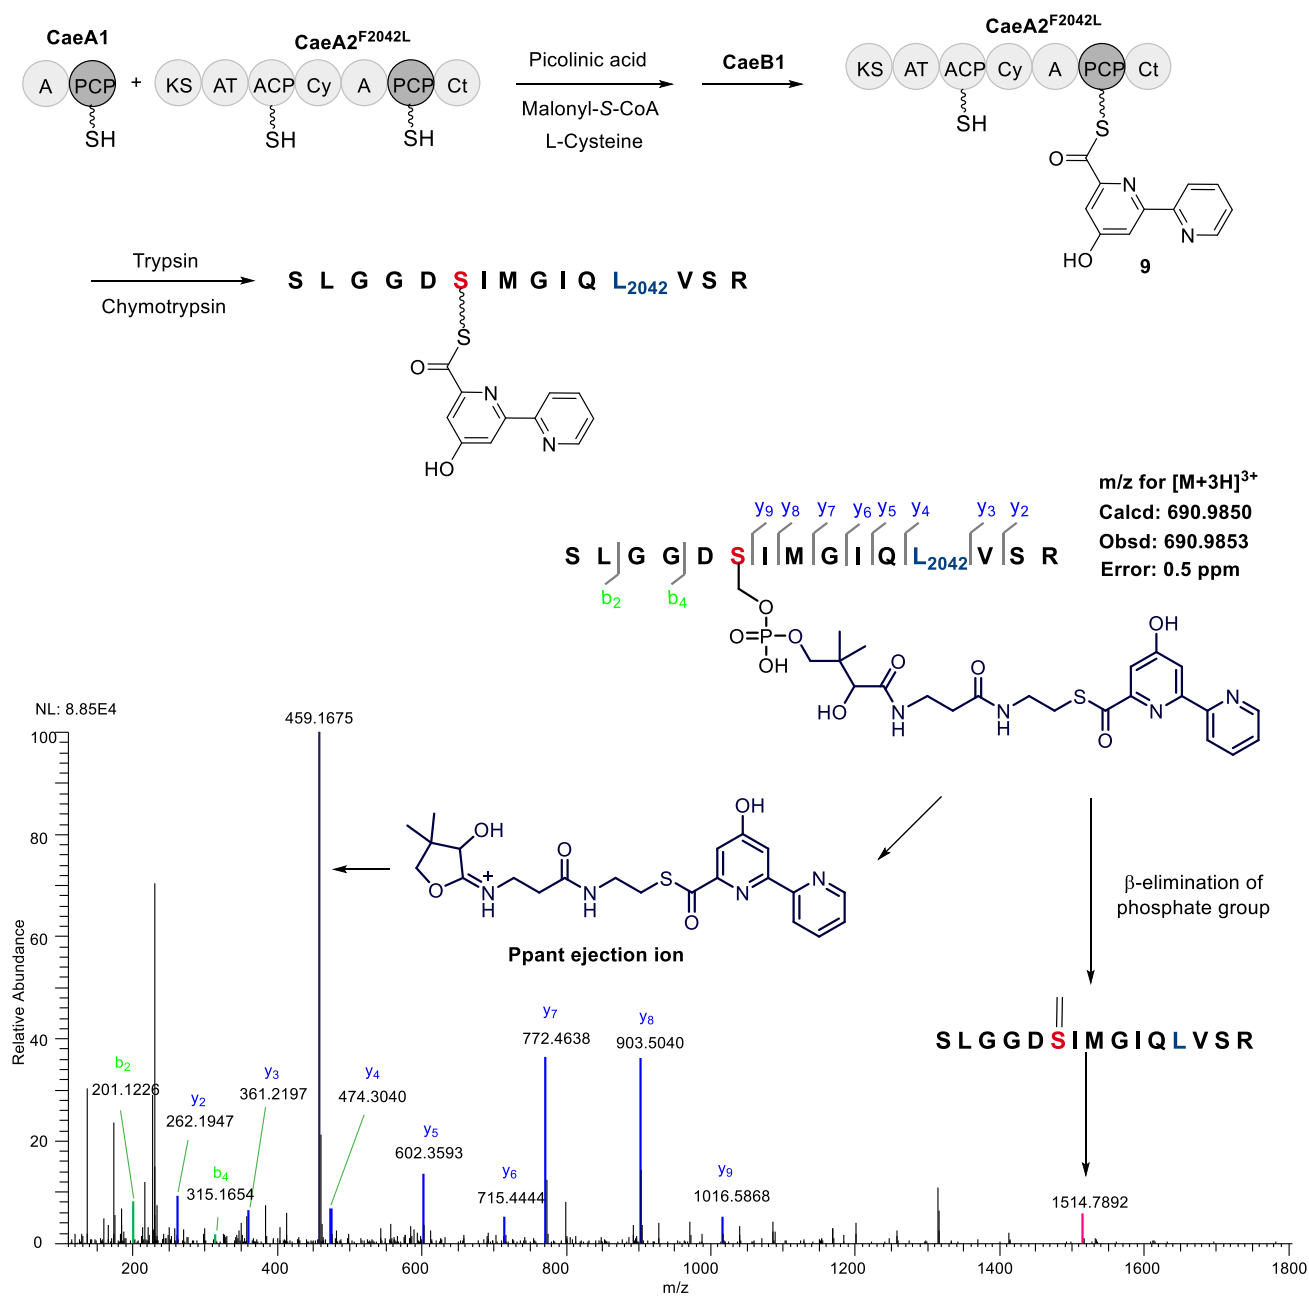 CaeA1
CaeA2F2042L
A PCP + KS AT ACP Cy A PCP Ct
SH SH SH
Picolinic acid
Malonyl-S-CoA
L-Cysteine
CaeB1
CaeA2F2042L
KS AT ACP Cy A PCP Ct
SH S
O N
N
HO 9
Trypsin
Chymotrypsin
S L G G D S I M G I Q L2042 V S R
S
O N
N
HO
m/z for [M+3H]3+
Calcd: 690.9850
Obsd: 690.9853
Error: 0.5 ppm
y9 y8 y7 y6 y5 y4 y3 y2
S L G G D S I M G I Q L2042 V S R
b2 b4
O
O P O
OH
HO O N H O N H S O N N OH
NL: 8.85E4
459.1675
OH
O N H + O N H S O N N OH
Ppant ejection ion
β-elimination of
phosphate group
S L G G D S I M G I Q L V S R
Relative Abundance
100
80
60
40
20
0
b2
201.1226
y2
262.1947
b4
315.1654
y3
361.2197
y4
474.3040
y5
602.3593
y6
715.4444
y7
772.4638
y8
903.5040
y9
1016.5868
1514.7892
200 400 600 800 1000 1200 1400 1600 1800
m/z